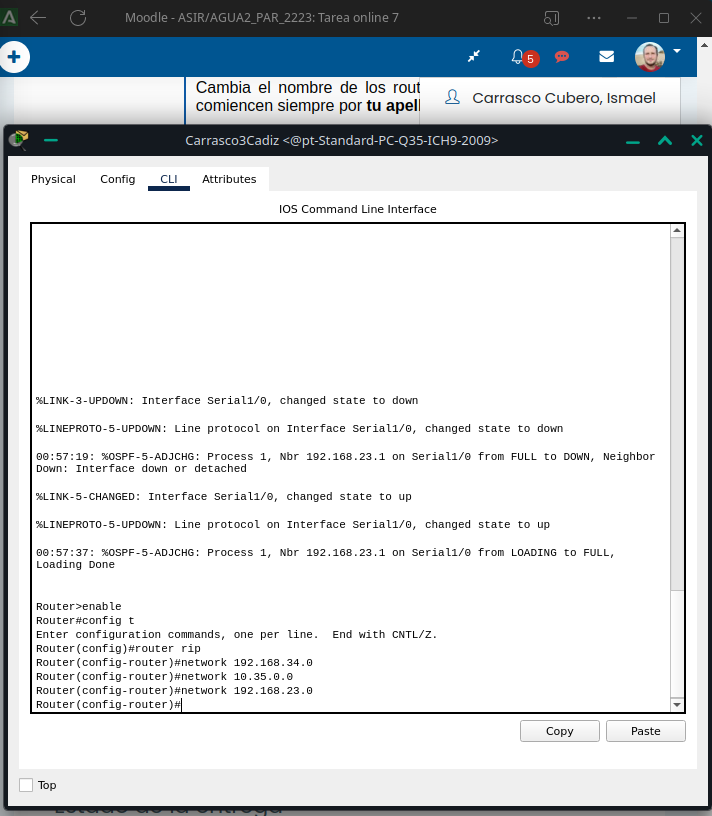 Moodle - ASIR/AGUA2_PAR_2223: Tarea online 7
5
Cambia el nombre de los rout
comiencen siempre por tu apell
Carrasco Cubero, Ismael
Carrasco3Cadiz <@pt-Standard-PC-Q35-ICH9-2009>
Physical Config CLI Attributes
IOS Command Line Interface
%LINK-3-UPDOWN: Interface Serial1/0, changed state to down
%LINEPROTO-5-UPDOWN: Line protocol on Interface Serial1/0, changed state to down
00:57:19: %OSPF-5-ADJCHG: Process 1, Nbr 192.168.23.1 on Serial1/0 from FULL to DOWN, Neighbor
Down: Interface down or detached
%LINK-5-CHANGED: Interface Serial1/0, changed state to up
%LINEPROTO-5-UPDOWN: Line protocol on Interface Serial1/0, changed state to up
00:57:37: %OSPF-5-ADJCHG: Process 1, Nbr 192.168.23.1 on Serial1/0 from LOADING to FULL,
Loading Done
Router>enable
Router#config t
Enter configuration commands, one per line.  End with CNTL/Z.
Router(config)#router rip
Router(config-router)#network 192.168.34.0
Router(config-router)#network 10.35.0.0
Router(config-router)#network 192.168.23.0
Router(config-router)#
Copy Paste
Top
Estado de la entrega